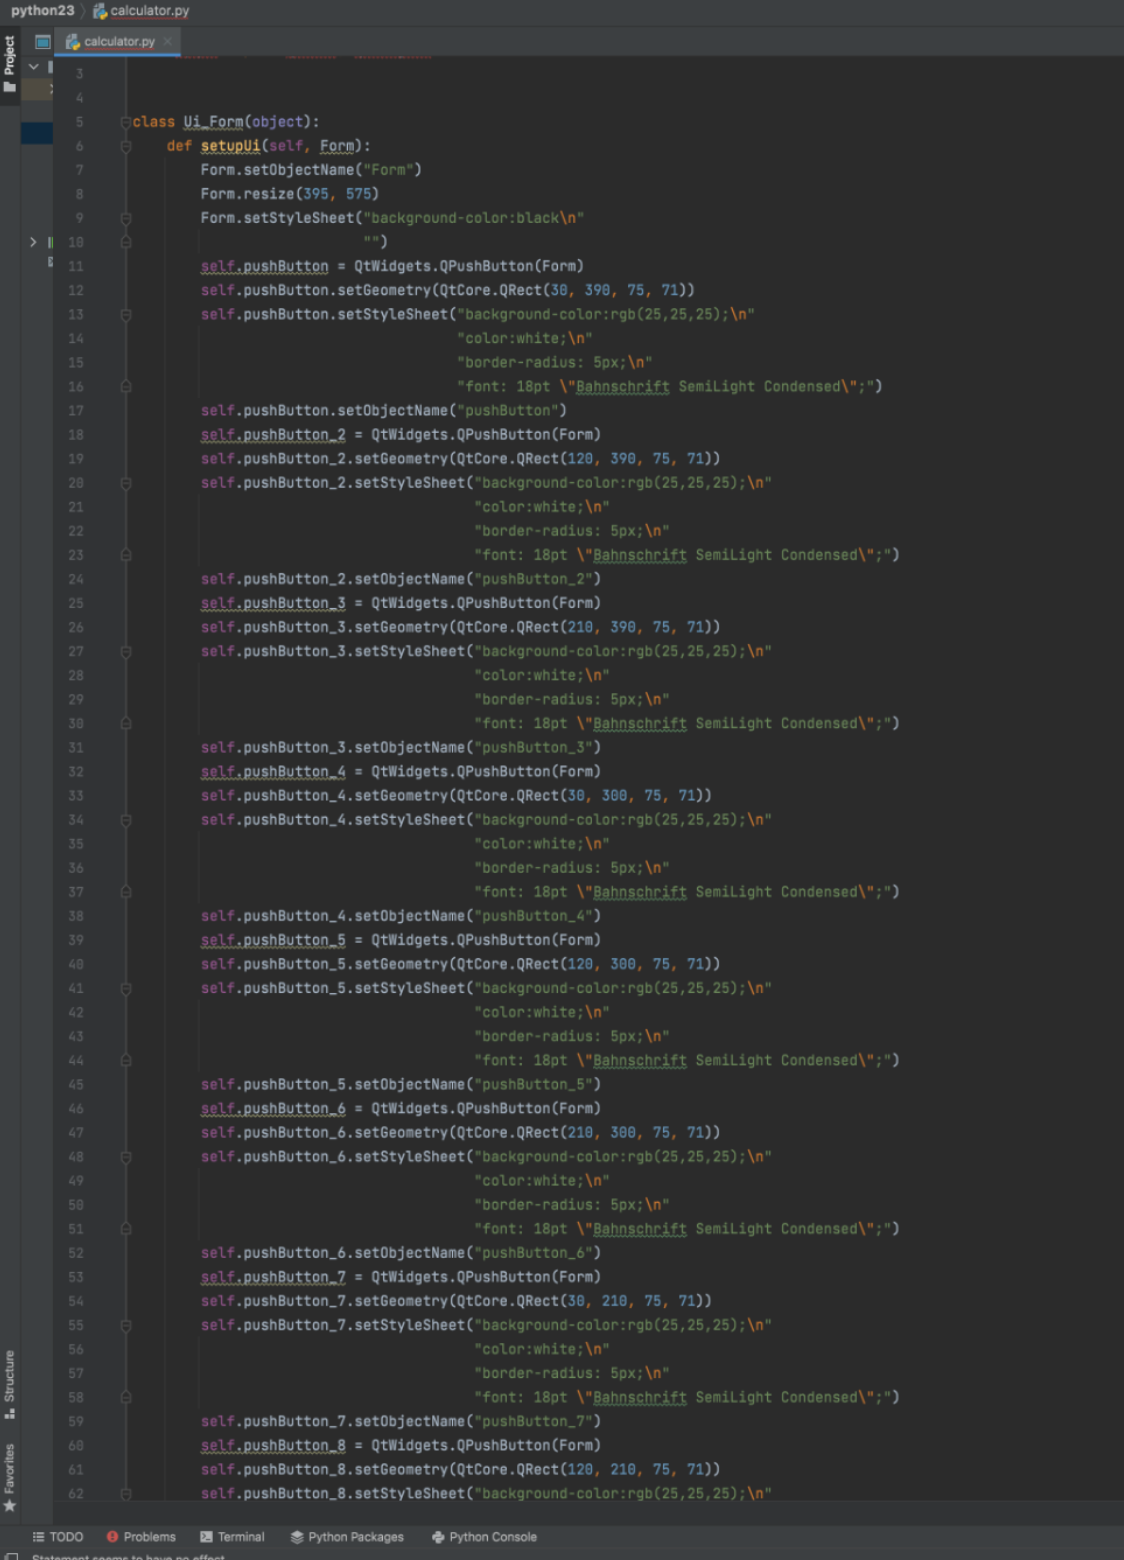 python23 calculator.py
Project
calculator.py
3
4
5 class Ui_Form(object):
6 def setupUi(self, Form):
7 Form.setObjectName("Form")
8 Form.resize(395, 575)
9 Form.setStyleSheet("background-color:black\n"
10 "")
11 self.pushButton = QtWidgets.QPushButton(Form)
12 self.pushButton.setGeometry(QtCore.QRect(30, 390, 75, 71))
13 self.pushButton.setStyleSheet("background-color:rgb(25,25,25);\n"
14 "color:white;\n"
15 "border-radius: 5px;\n"
16 "font: 18pt \"Bahnschrift SemiLight Condensed\";")
17 self.pushButton.setObjectName("pushButton")
18 self.pushButton_2 = QtWidgets.QPushButton(Form)
19 self.pushButton_2.setGeometry(QtCore.QRect(120, 390, 75, 71))
20 self.pushButton_2.setStyleSheet("background-color:rgb(25,25,25);\n"
21 "color:white;\n"
22 "border-radius: 5px;\n"
23 "font: 18pt \"Bahnschrift SemiLight Condensed\";")
24 self.pushButton_2.setObjectName("pushButton_2")
25 self.pushButton_3 = QtWidgets.QPushButton(Form)
26 self.pushButton_3.setGeometry(QtCore.QRect(210, 390, 75, 71))
27 self.pushButton_3.setStyleSheet("background-color:rgb(25,25,25);\n"
28 "color:white;\n"
29 "border-radius: 5px;\n"
30 "font: 18pt \"Bahnschrift SemiLight Condensed\";")
31 self.pushButton_3.setObjectName("pushButton_3")
32 self.pushButton_4 = QtWidgets.QPushButton(Form)
33 self.pushButton_4.setGeometry(QtCore.QRect(30, 300, 75, 71))
34 self.pushButton_4.setStyleSheet("background-color:rgb(25,25,25);\n"
35 "color:white;\n"
36 "border-radius: 5px;\n"
37 "font: 18pt \"Bahnschrift SemiLight Condensed\";")
38 self.pushButton_4.setObjectName("pushButton_4")
39 self.pushButton_5 = QtWidgets.QPushButton(Form)
40 self.pushButton_5.setGeometry(QtCore.QRect(120, 300, 75, 71))
41 self.pushButton_5.setStyleSheet("background-color:rgb(25,25,25);\n"
42 "color:white;\n"
43 "border-radius: 5px;\n"
44 "font: 18pt \"Bahnschrift SemiLight Condensed\";")
45 self.pushButton_5.setObjectName("pushButton_5")
46 self.pushButton_6 = QtWidgets.QPushButton(Form)
47 self.pushButton_6.setGeometry(QtCore.QRect(210, 300, 75, 71))
48 self.pushButton_6.setStyleSheet("background-color:rgb(25,25,25);\n"
49 "color:white;\n"
50 "border-radius: 5px;\n"
51 "font: 18pt \"Bahnschrift SemiLight Condensed\";")
52 self.pushButton_6.setObjectName("pushButton_6")
53 self.pushButton_7 = QtWidgets.QPushButton(Form)
54 self.pushButton_7.setGeometry(QtCore.QRect(30, 210, 75, 71))
55 self.pushButton_7.setStyleSheet("background-color:rgb(25,25,25);\n"
56 "color:white;\n"
57 "border-radius: 5px;\n"
58 "font: 18pt \"Bahnschrift SemiLight Condensed\";")
59 self.pushButton_7.setObjectName("pushButton_7")
60 self.pushButton_8 = QtWidgets.QPushButton(Form)
61 self.pushButton_8.setGeometry(QtCore.QRect(120, 210, 75, 71))
62 self.pushButton_8.setStyleSheet("background-color:rgb(25,25,25);\n"
Structure
Favorites
TODO Problems Terminal Python Packages Python Console
Statement seems to have no effect